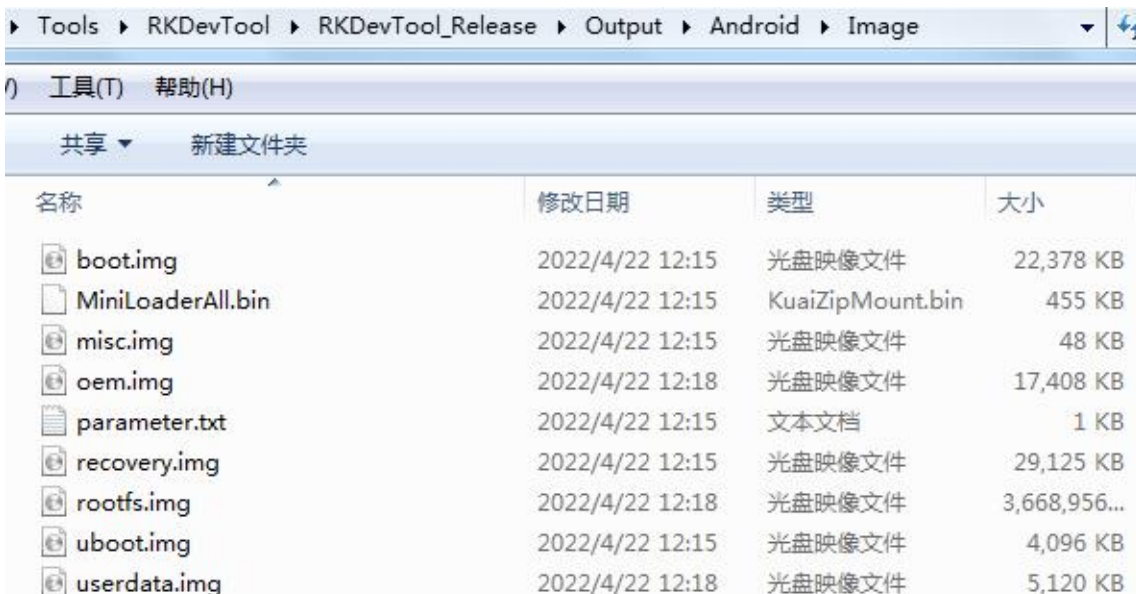 Tools RKDevTool RKDevTool_Release Output Android Image
) 工具(T) 帮助(H)
共享 新建文件夹
名称 修改日期 类型 大小
boot.img 2022/4/22 12:15 光盘映像文件 22,378 KB
MiniLoaderAll.bin 2022/4/22 12:15 KuaiZipMount.bin 455 KB
misc.img 2022/4/22 12:15 光盘映像文件 48 KB
oem.img 2022/4/22 12:18 光盘映像文件 17,408 KB
parameter.txt 2022/4/22 12:15 文本文档 1 KB
recovery.img 2022/4/22 12:15 光盘映像文件 29,125 KB
rootfs.img 2022/4/22 12:18 光盘映像文件 3,668,956...
uboot.img 2022/4/22 12:15 光盘映像文件 4,096 KB
userdata.img 2022/4/22 12:18 光盘映像文件 5,120 KB